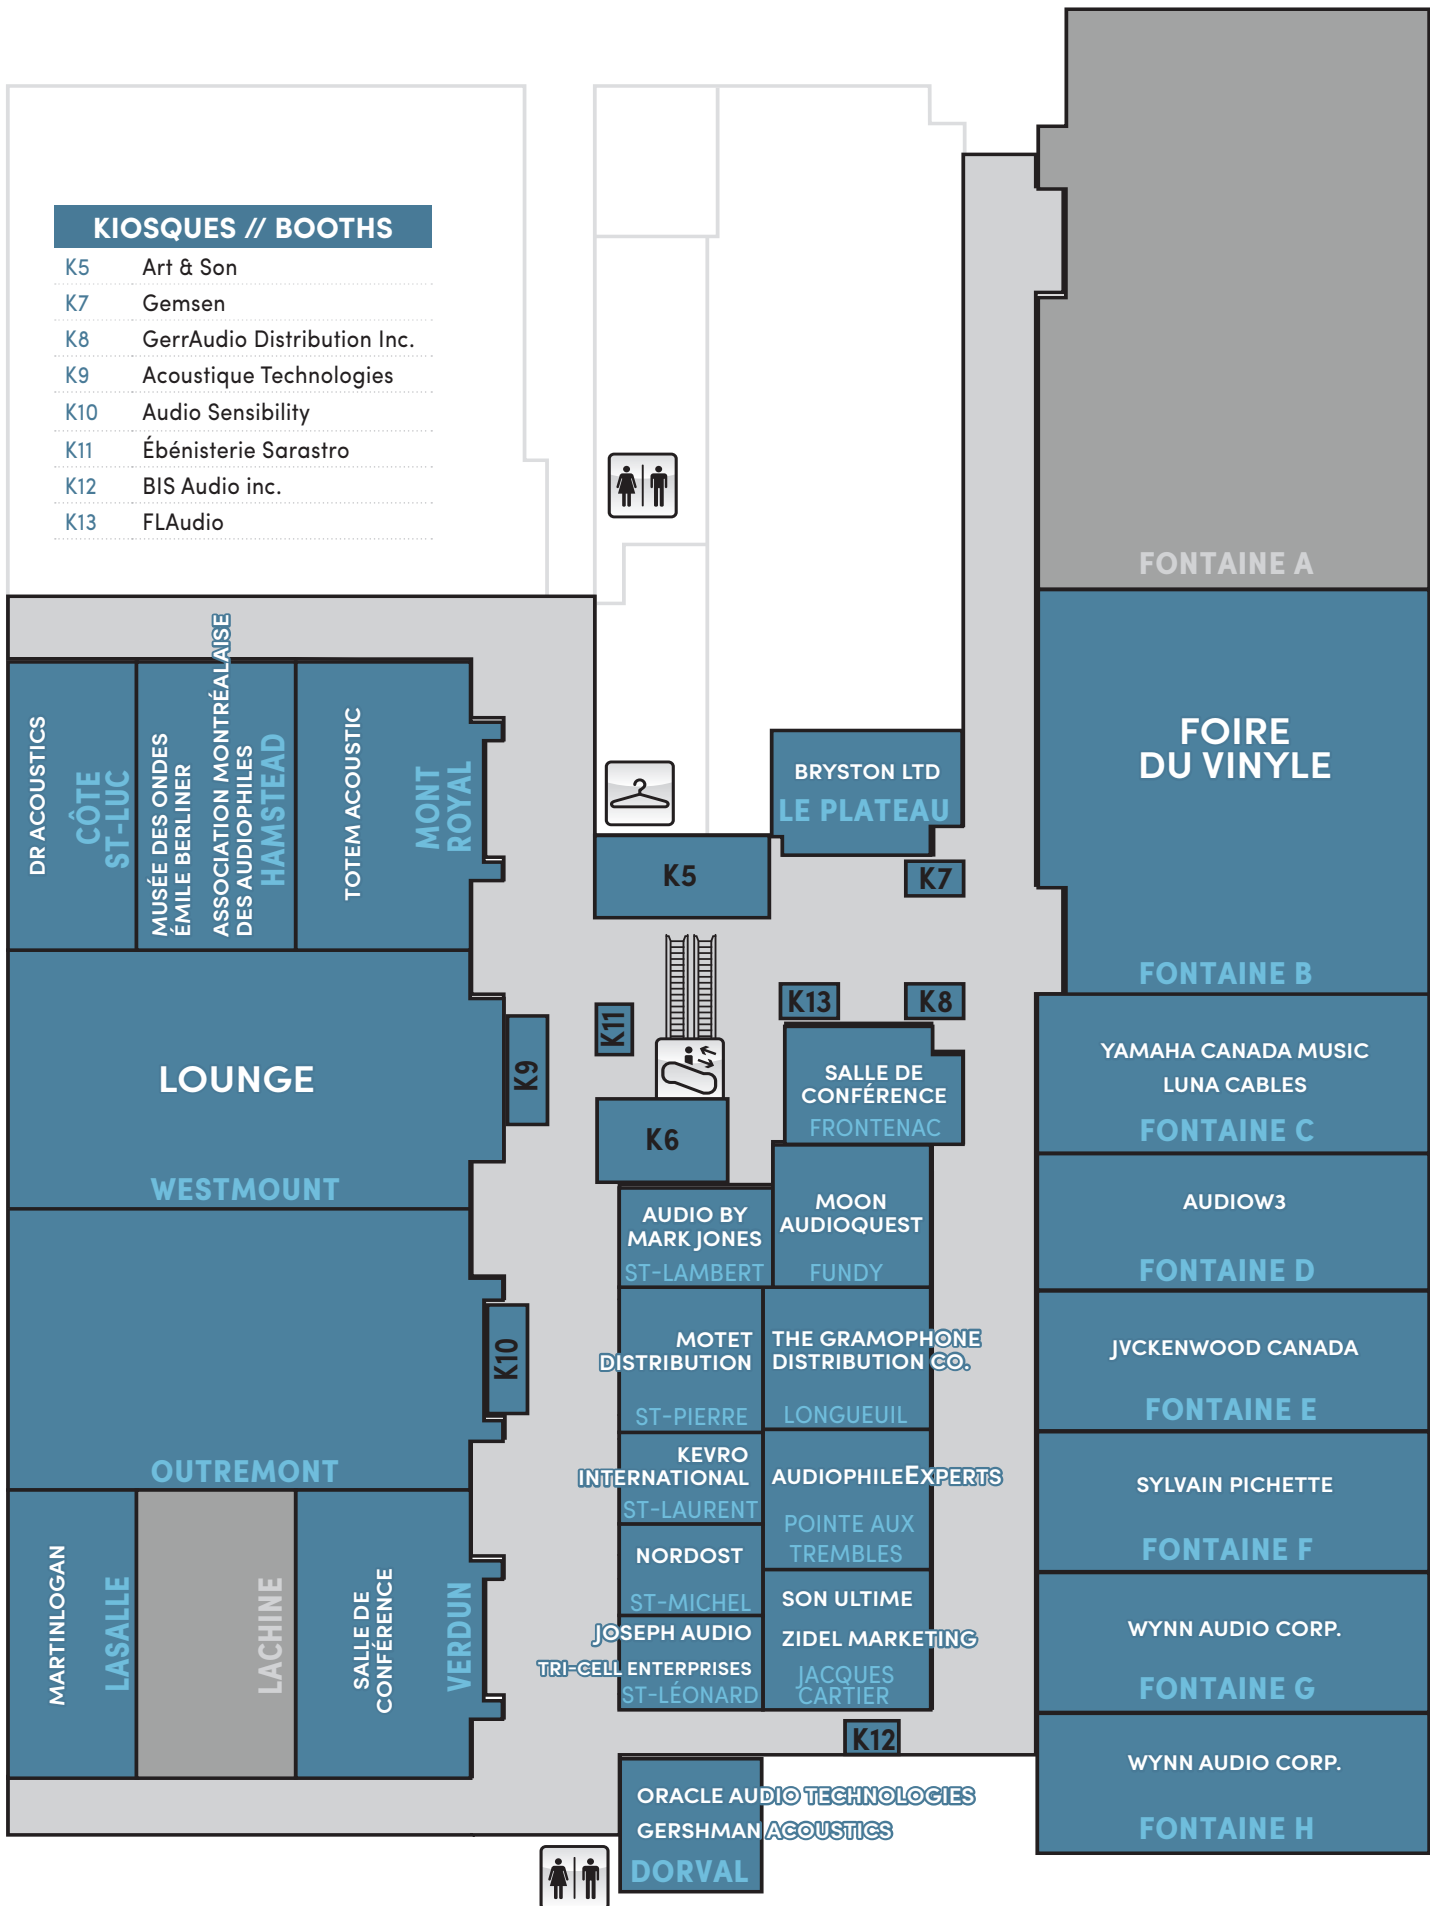 KIOSQUES // BOOTHS
K5 Art & Son
K7 Gemsen
K8 GerrAudio Distribution Inc.
K9 Acoustique Technologies
K10 Audio Sensibility
K11 Ébénisterie Sarastro
K12 BIS Audio inc.
K13 FLAudio
FONTAINE A
FOIRE
DU VINYLE
FONTAINE B
DR ACOUSTICS
CÔTE
ST-LUC
MUSÉE DES ONDES
ÉMILE BERLINER
ASSOCIATION MONTRÉALAISE
DES AUDIOPHILES
HAMSTEAD
TOTEM ACOUSTIC
MONT
ROYAL
BRYSTON LTD
LE PLATEAU
K5
K7
K13
K8
K11
K9
LOUNGE
WESTMOUNT
SALLE DE
CONFÉRENCE
FRONTENAC
K6
YAMAHA CANADA MUSIC
LUNA CABLES
FONTAINE C
AUDIO BY
MARK JONES
ST-LAMBERT
MOON
AUDIOQUEST
FUNDY
AUDIOW3
FONTAINE D
K10
OUTREMONT
MOTET
DISTRIBUTION
ST-PIERRE
THE GRAMOPHONE
DISTRIBUTION CO.
LONGUEUIL
JVCKENWOOD CANADA
FONTAINE E
KEVRO
INTERNATIONAL
ST-LAURENT
AUDIOPHILEEXPERTS
POINTE AUX
TREMBLES
SYLVAIN PICHETTE
FONTAINE F
MARTINLOGAN
LASALLE
LACHINE
SALLE DE
CONFÉRENCE
VERDUN
NORDOST
ST-MICHEL
JOSEPH AUDIO
TRI-CELL ENTERPRISES
ST-LÉONARD
SON ULTIME
ZIDEL MARKETING
JACQUES
CARTIER
WYNN AUDIO CORP.
FONTAINE G
K12
ORACLE AUDIO TECHNOLOGIES
GERSHMAN ACOUSTICS
DORVAL
WYNN AUDIO CORP.
FONTAINE H